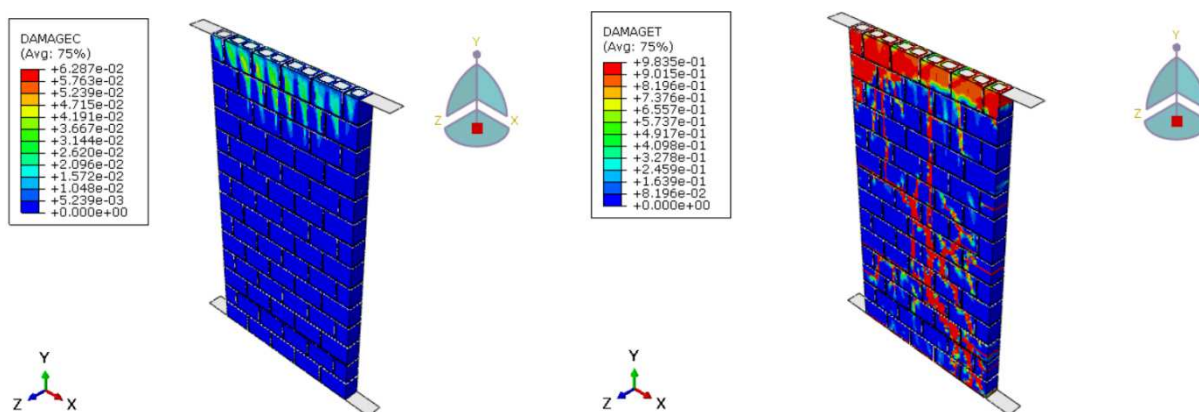 DAMAGEC
(Avg: 75%)
+6.287e-02
+5.763e-02
+5.239e-02
+4.715e-02
+4.191e-02
+3.667e-02
+3.144e-02
+2.620e-02
+2.096e-02
+1.572e-02
+1.048e-02
+5.239e-03
+0.000e+00
Y
Z
X
Y
Z
X
DAMAGET
(Avg: 75%)
+9.835e-01
+9.015e-01
+8.196e-01
+7.376e-01
+6.557e-01
+5.737e-01
+4.917e-01
+4.098e-01
+3.278e-01
+2.459e-01
+1.639e-01
+8.196e-02
+0.000e+00
Y
Z
Y
Z
X